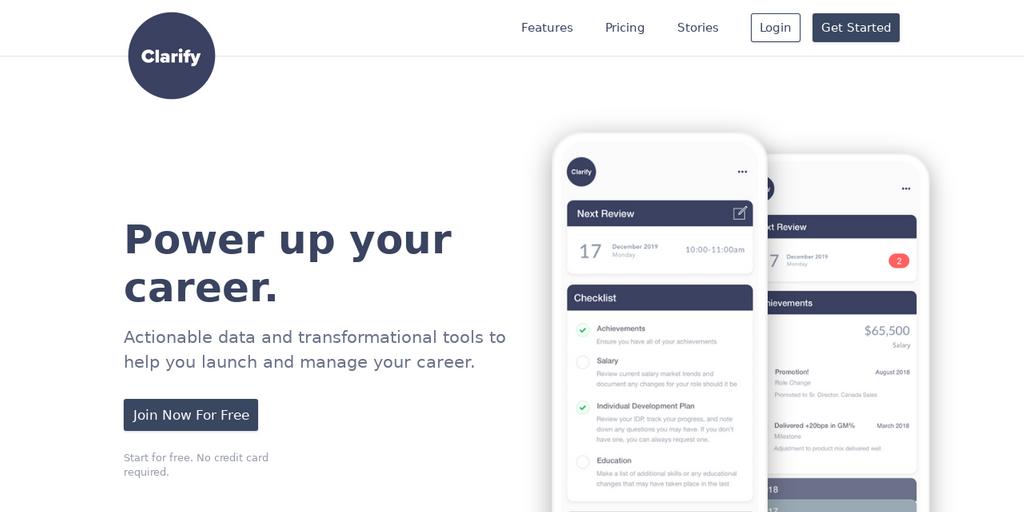 Clarify
Features
Pricing
Stories
Login
Get Started
Power up your
career.
Actionable data and transformational tools to
help you launch and manage your career.
Join Now For Free
Start for free. No credit card
required.
Clarify
Next Review
17
December 2019
Monday
10:00-11:00am
Checklist
Achievements
Ensure you have all of your achievements
Salary
Review current salary market trends and
document any changes for your role should it be
Individual Development Plan
Review your IDP, track your progress, and note
down any questions you may have. If you don't
have one, you can always request one.
Education
Make a list of additional skills or any educational
changes that may have taken place in the last
xt Review
7
December 2019
Monday
2
hievements
$65,500
Salary
Promotion!
August 2018
Role Change
Promoted to Sr. Director, Canada Sales
Delivered +20bps in GM%
March 2018
Milestone
Adjustment to product mix delivered well
18
17